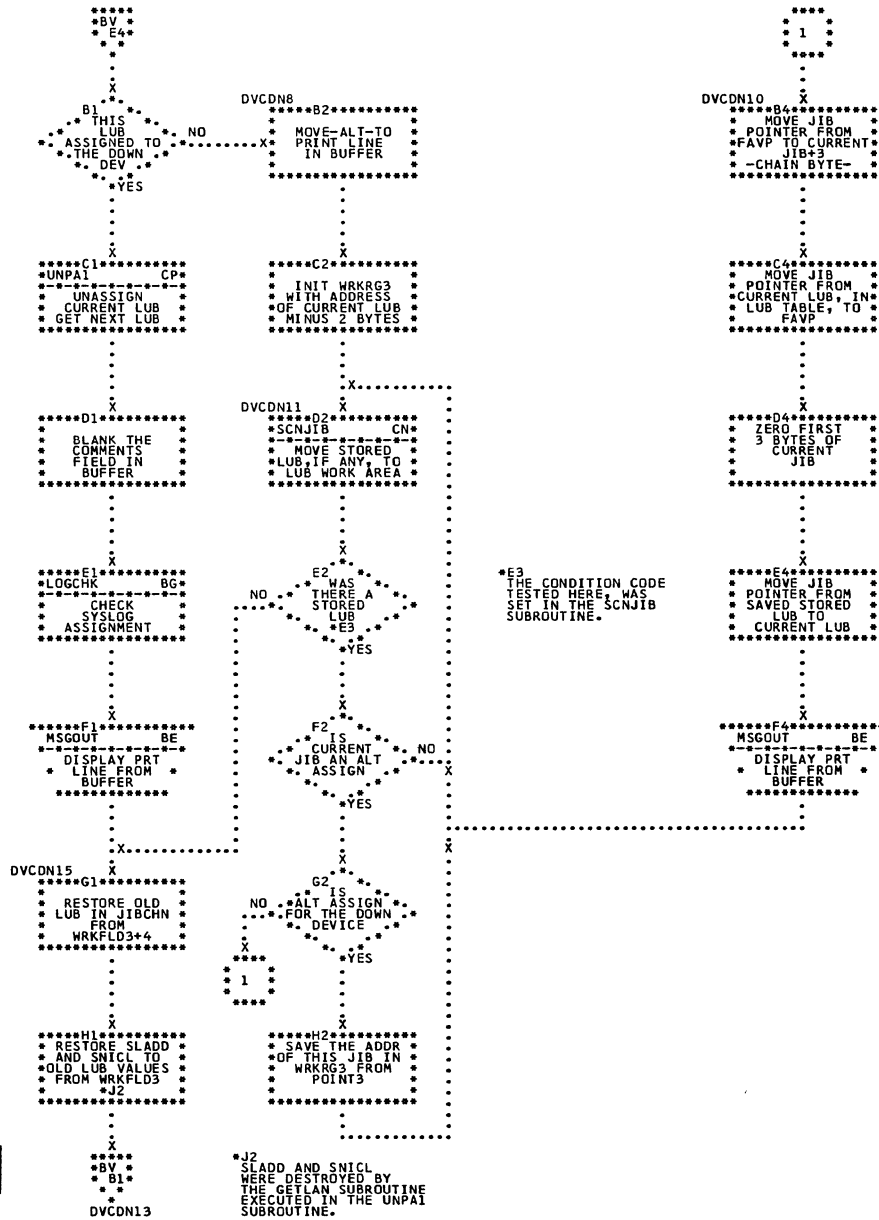 BV
E4
B1
THIS
LUB
ASSIGNED TO
THE DOWN
DEV
NO
YES
C1
UNPA1 CP
UNASSIGN
CURRENT LUB
GET NEXT LUB
D1
BLANK THE
COMMENTS
FIELD IN
BUFFER
E1
LOGCHK BG
CHECK
SYSLOG
ASSIGNMENT
F1
MSGOUT BE
DISPLAY PRT
LINE FROM
BUFFER
DVCDN15
G1
RESTORE OLD
LUB IN JIBCHN
FROM
WRKFLD3+4
H1
RESTORE SLADD
AND SNICL TO
OLD LUB VALUES
FROM WRKFLD3
*J2
BV
B1
DVCDN13
DVCDN8
B2
MOVE-ALT-TO
PRINT LINE
IN BUFFER
C2
INIT WRKRG3
WITH ADDRESS
OF CURRENT LUB
MINUS 2 BYTES
DVCDN11
D2
SCNJIB CN
MOVE STORED
LUB,IF ANY, TO
LUB WORK AREA
E2
WAS
THERE A
STORED
LUB
*E3
NO
YES
F2
IS
CURRENT
JIB AN ALT
ASSIGN
NO
YES
G2
IS
ALT ASSIGN
FOR THE DOWN
DEVICE
NO
YES
1
H2
SAVE THE ADDR
OF THIS JIB IN
WRKRG3 FROM
POINT3
*J2
SLADD AND SNICL
WERE DESTROYED BY
THE GETLAN SUBROUTINE
EXECUTED IN THE UNPA1
SUBROUTINE.
*E3
THE CONDITION CODE
TESTED HERE, WAS
SET IN THE SCNJIB
SUBROUTINE.
1
DVCDN10
B4
MOVE JIB
POINTER FROM
FAVP TO CURRENT
JIB+3
-CHAIN BYTE-
C4
MOVE JIB
POINTER FROM
CURRENT LUB, IN
LUB TABLE, TO
FAVP
D4
ZERO FIRST
3 BYTES OF
CURRENT
JIB
E4
MOVE JIB
POINTER FROM
SAVED STORED
LUB TO
CURRENT LUB
F4
MSGOUT BE
DISPLAY PRT
LINE FROM
BUFFER